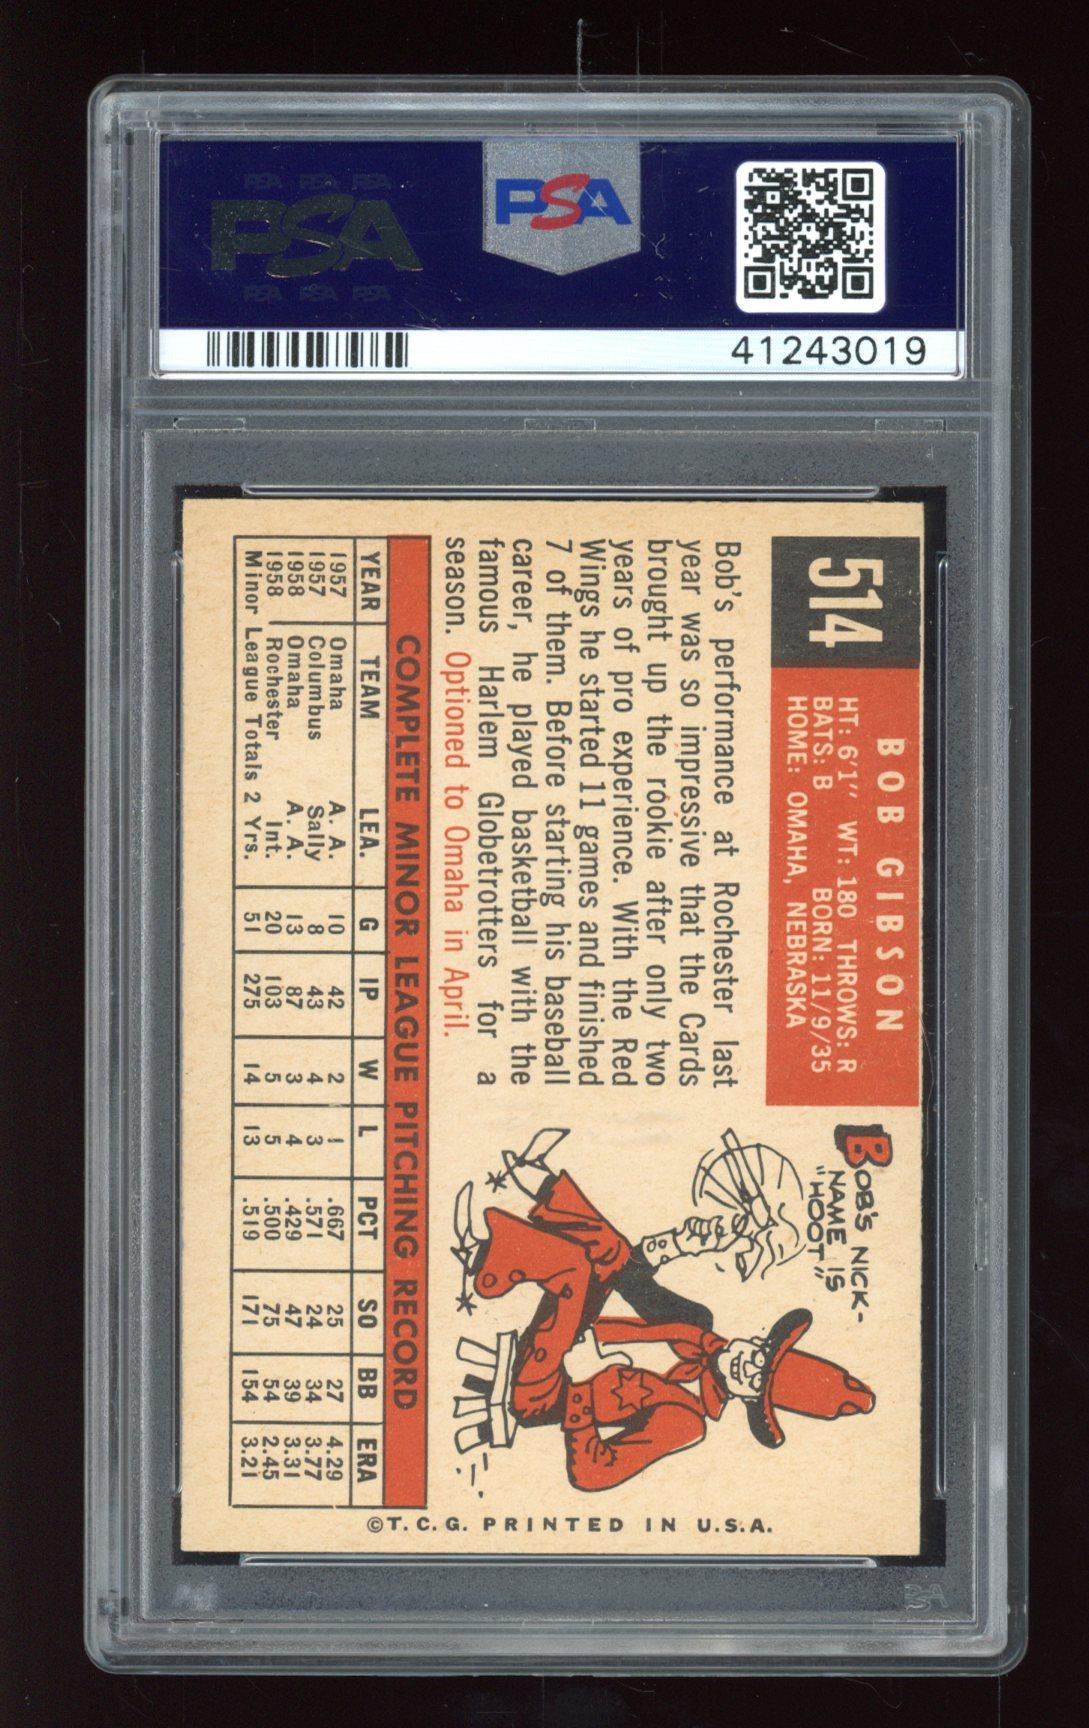 PSA PSA PSA
PSA
PSA PSA PSA
PSA
41243019
514
BOB GIBSON
HT: 6'1" WT: 180 THROWS: R
BATS: B BORN: 11/9/35
HOME: OMAHA, NEBRASKA
Bob's performance at Rochester last
year was so impressive that the Cards
brought up the rookie after only two
years of pro experience. With the Red
Wings he started 11 games and finished
7 of them. Before starting his baseball
career, he played basketball with the
famous Harlem Globetrotters for a
season. Optioned to Omaha in April.
BOB'S NICK-
NAME IS
"HOOT"
COMPLETE MINOR LEAGUE PITCHING RECORD
YEAR TEAM LEA. G IP W L PCT SO BB ERA
1957 Omaha A. A. 10 42 2 1 .667 25 27 4.29
1957 Columbus Sally 8 43 4 3 .571 24 34 3.77
1958 Omaha A. A. 13 87 3 4 .429 47 39 3.31
1958 Rochester Int. 20 103 5 5 .500 75 54 2.45
Minor League Totals 2 Yrs. 51 275 14 13 .519 171 154 3.21
©T. C. G. PRINTED IN U.S.A.
PSA